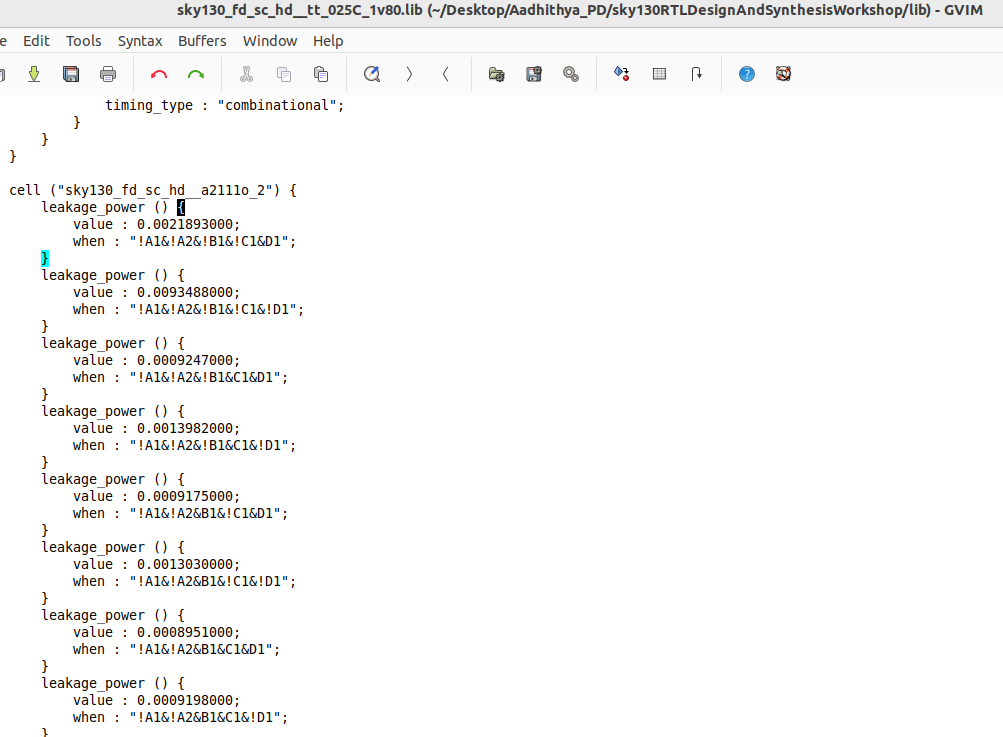 sky130_fd_sc_hd__tt_025C_1v80.lib (~/Desktop/Aadhithya_PD/sky130RTLDesignAndSynthesisWorkshop/lib) - GVIM
e Edit Tools Syntax Buffers Window Help
timing_type : "combinational";
}
}
}
cell ("sky130_fd_sc_hd__a2111o_2") {
leakage_power () {
value : 0.0021893000;
when : "!A1&!A2&!B1&!C1&D1";
}
leakage_power () {
value : 0.0093488000;
when : "!A1&!A2&!B1&!C1&!D1";
}
leakage_power () {
value : 0.0009247000;
when : "!A1&!A2&!B1&C1&D1";
}
leakage_power () {
value : 0.0013982000;
when : "!A1&!A2&!B1&C1&!D1";
}
leakage_power () {
value : 0.0009175000;
when : "!A1&!A2&B1&!C1&D1";
}
leakage_power () {
value : 0.0013030000;
when : "!A1&!A2&B1&!C1&!D1";
}
leakage_power () {
value : 0.0008951000;
when : "!A1&!A2&B1&C1&D1";
}
leakage_power () {
value : 0.0009198000;
when : "!A1&!A2&B1&C1&!D1";
}